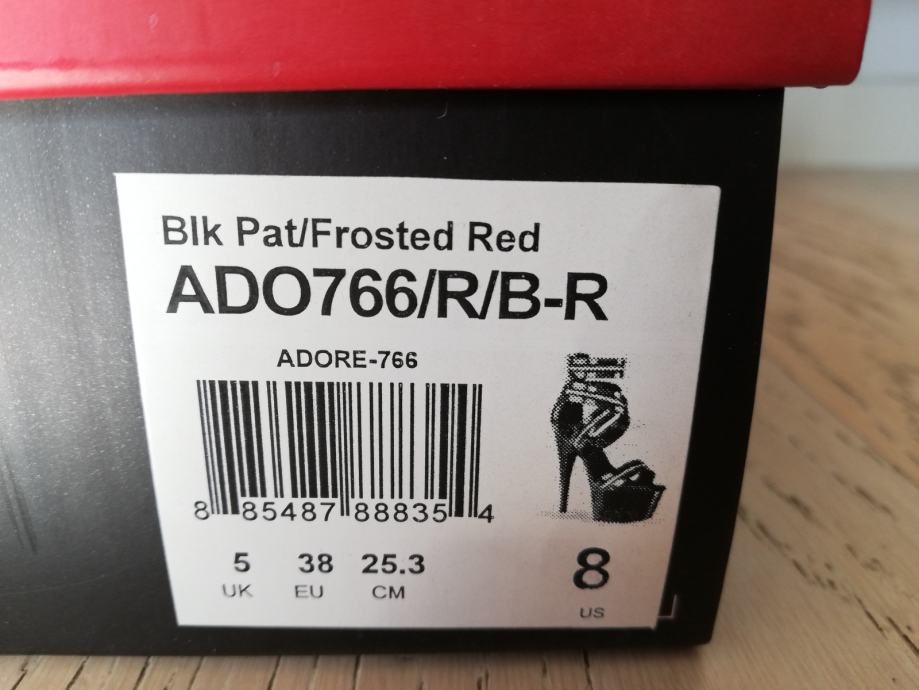 Blk Pat/Frosted Red
ADO766/R/B-R
ADORE-766
8 85487 88835 4
5 38 25.3 8
UK EU CM US